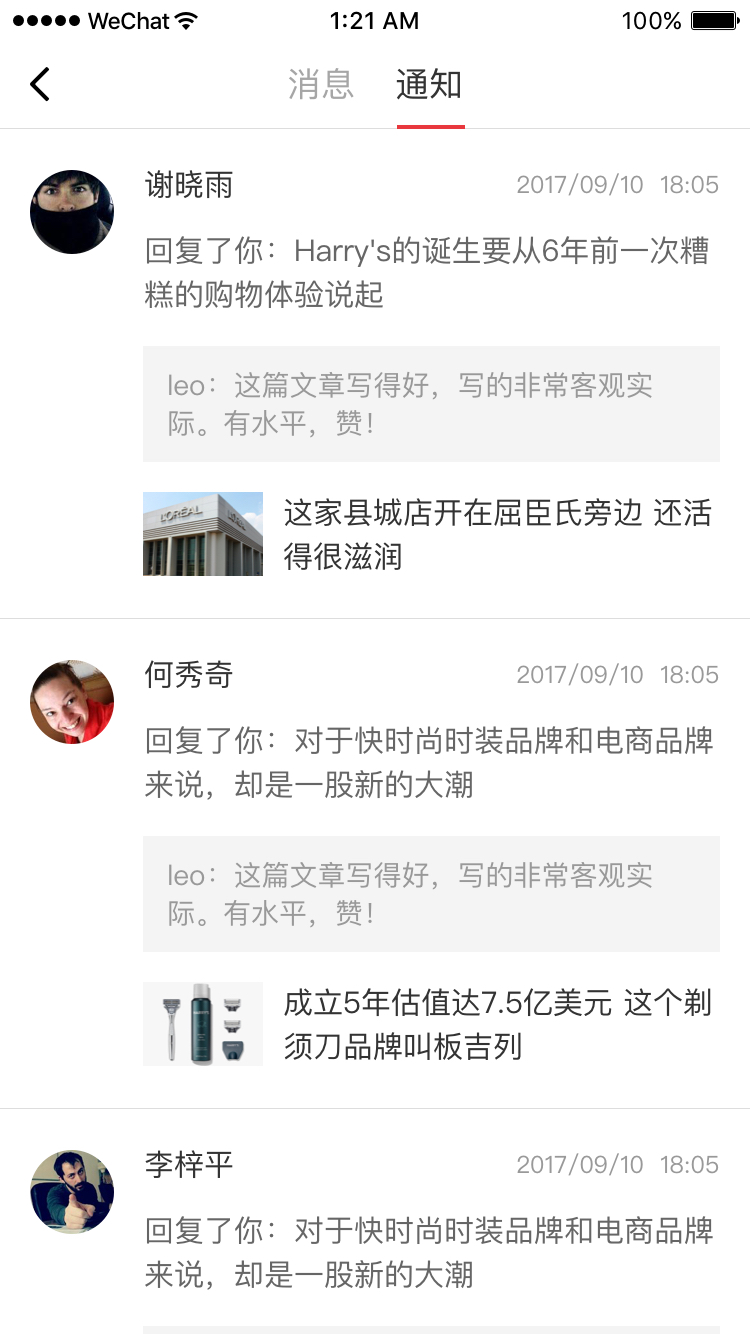 WeChat 1:21 AM 100%
消息 通知
谢晓雨 2017/09/10 18:05
回复了你：Harry's的诞生要从6年前一次糟
糕的购物体验说起
leo：这篇文章写得好，写的非常客观实
际。有水平，赞！
L'ORÉAL
这家县城店开在屈臣氏旁边 还活
得很滋润
何秀奇 2017/09/10 18:05
回复了你：对于快时尚时装品牌和电商品牌
来说，却是一股新的大潮
leo：这篇文章写得好，写的非常客观实
际。有水平，赞！
成立5年估值达7.5亿美元 这个剃
须刀品牌叫板吉列
李梓平 2017/09/10 18:05
回复了你：对于快时尚时装品牌和电商品牌
来说，却是一股新的大潮